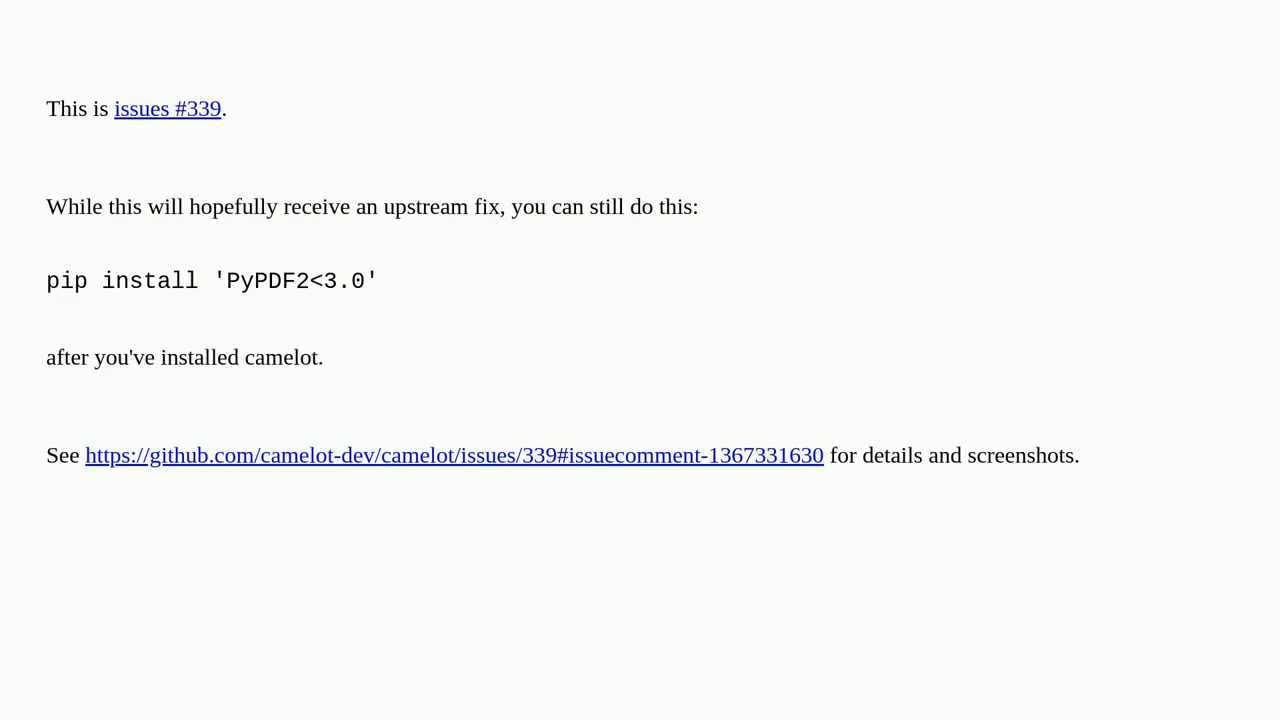 This is issues #339.
While this will hopefully receive an upstream fix, you can still do this:
pip install 'PyPDF2<3.0'
after you've installed camelot.
See https://github.com/camelot-dev/camelot/issues/339#issuecomment-1367331630 for details and screenshots.